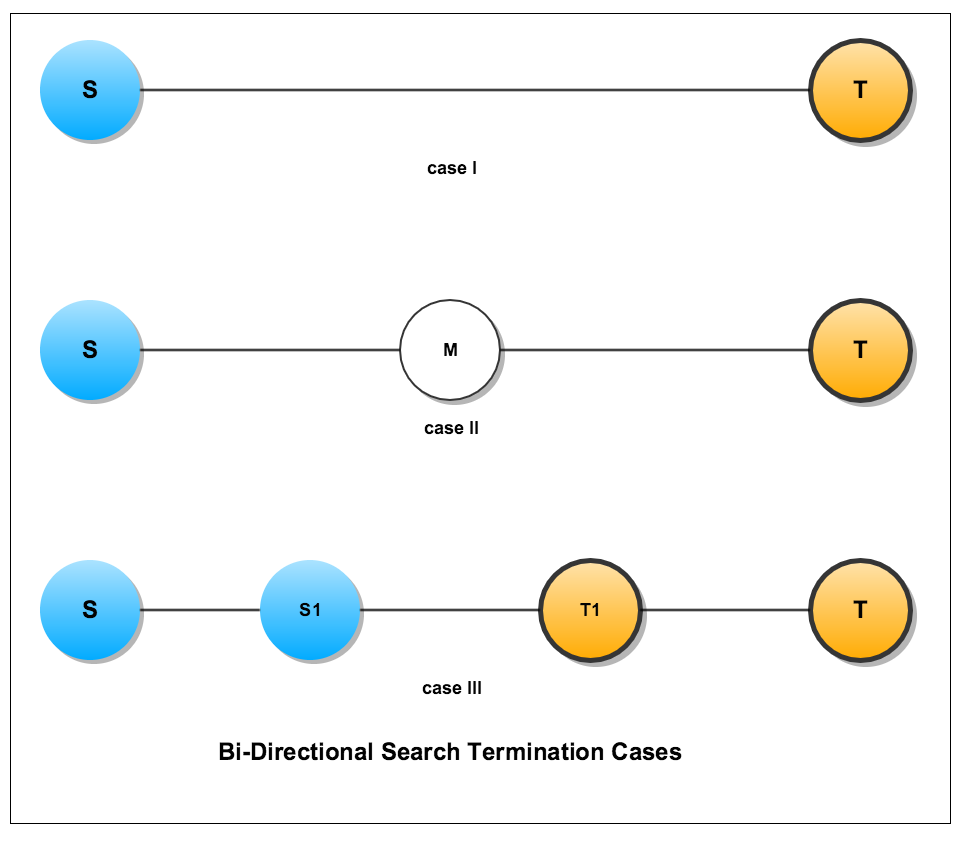 S T
case I
S M T
case II
S S1 T1 T
case III
Bi-Directional Search Termination Cases